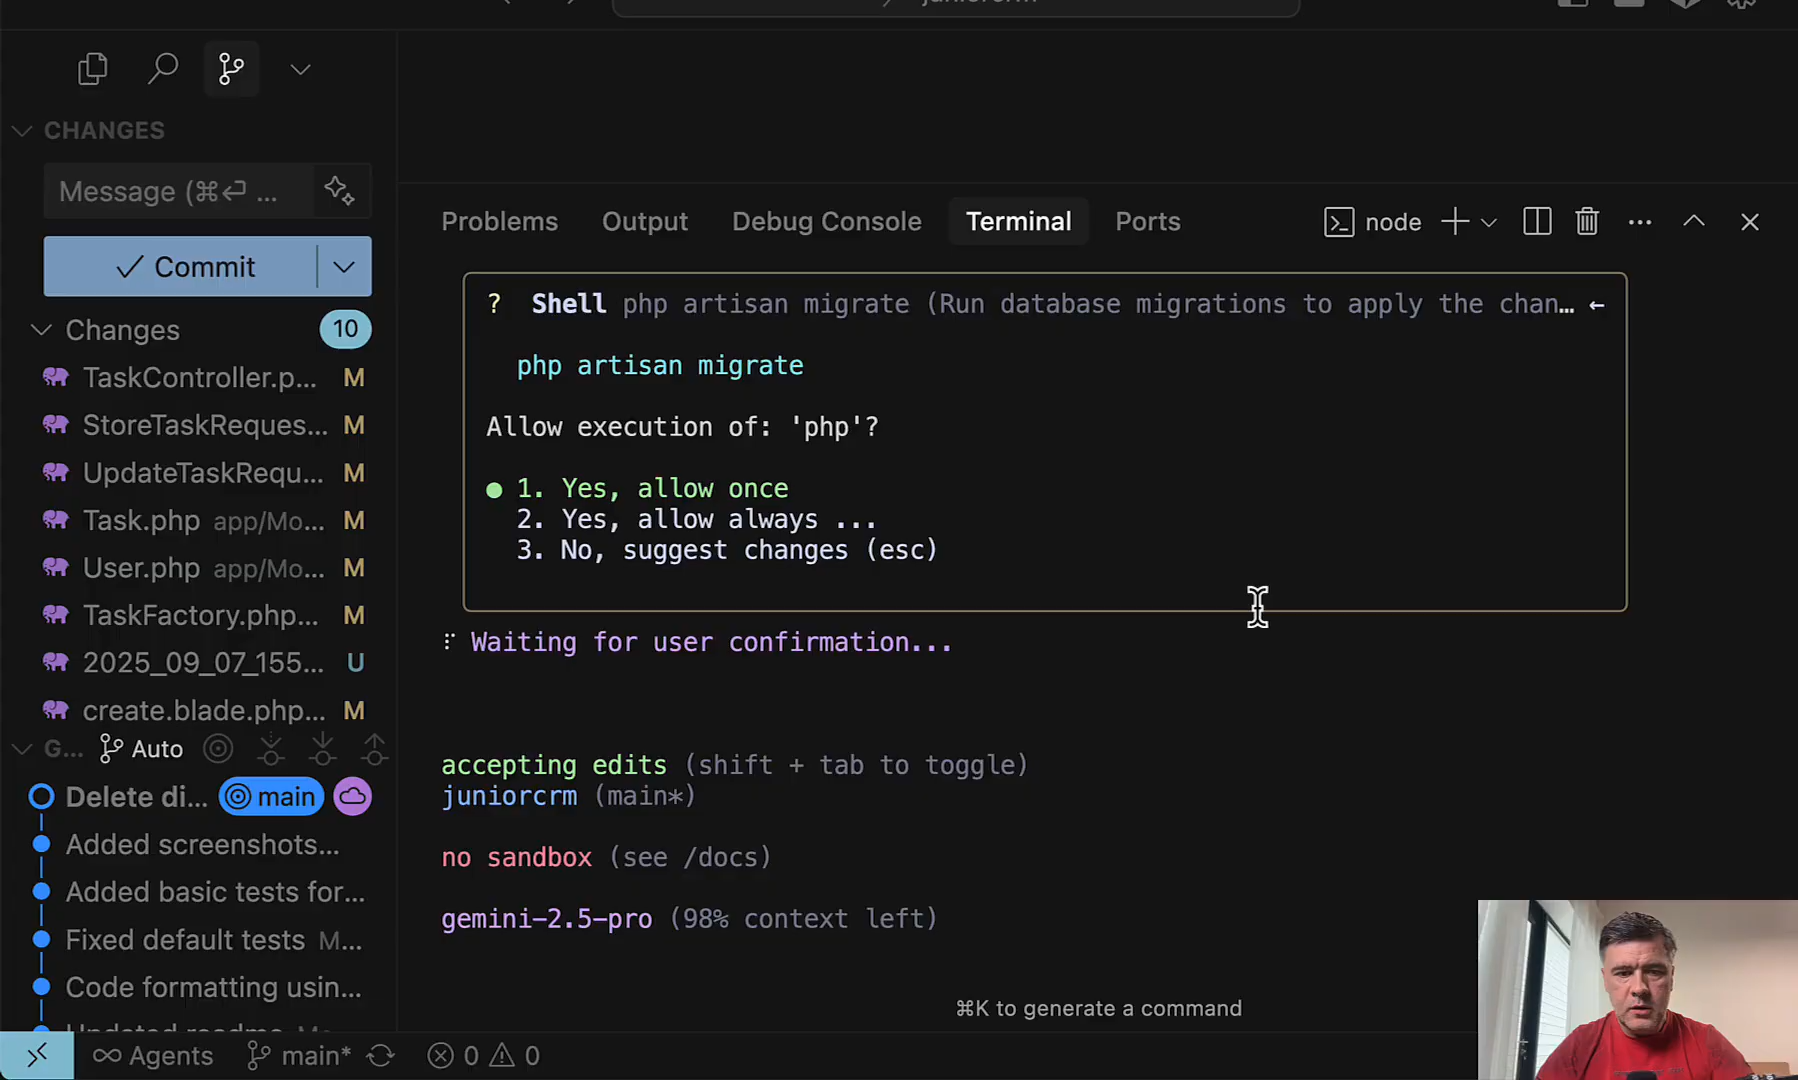 CHANGES
Message (⌘⏎ ...
Commit
Changes 10
TaskController.p... M
StoreTaskReques... M
UpdateTaskRequ... M
Task.php app/Mo... M
User.php app/Mo... M
TaskFactory.php... M
2025_09_07_155... U
create.blade.php... M
G... Auto
Delete di... main
Added screenshots...
Added basic tests for...
Fixed default tests M...
Code formatting usin...
Problems Output Debug Console Terminal Ports node
? Shell php artisan migrate (Run database migrations to apply the chan… ←
php artisan migrate
Allow execution of: 'php'?
● 1. Yes, allow once
2. Yes, allow always ...
3. No, suggest changes (esc)
Waiting for user confirmation...
accepting edits (shift + tab to toggle)
juniorcrm (main*)
no sandbox (see /docs)
gemini-2.5-pro (98% context left)
⌘K to generate a command
Agents main* 0 0